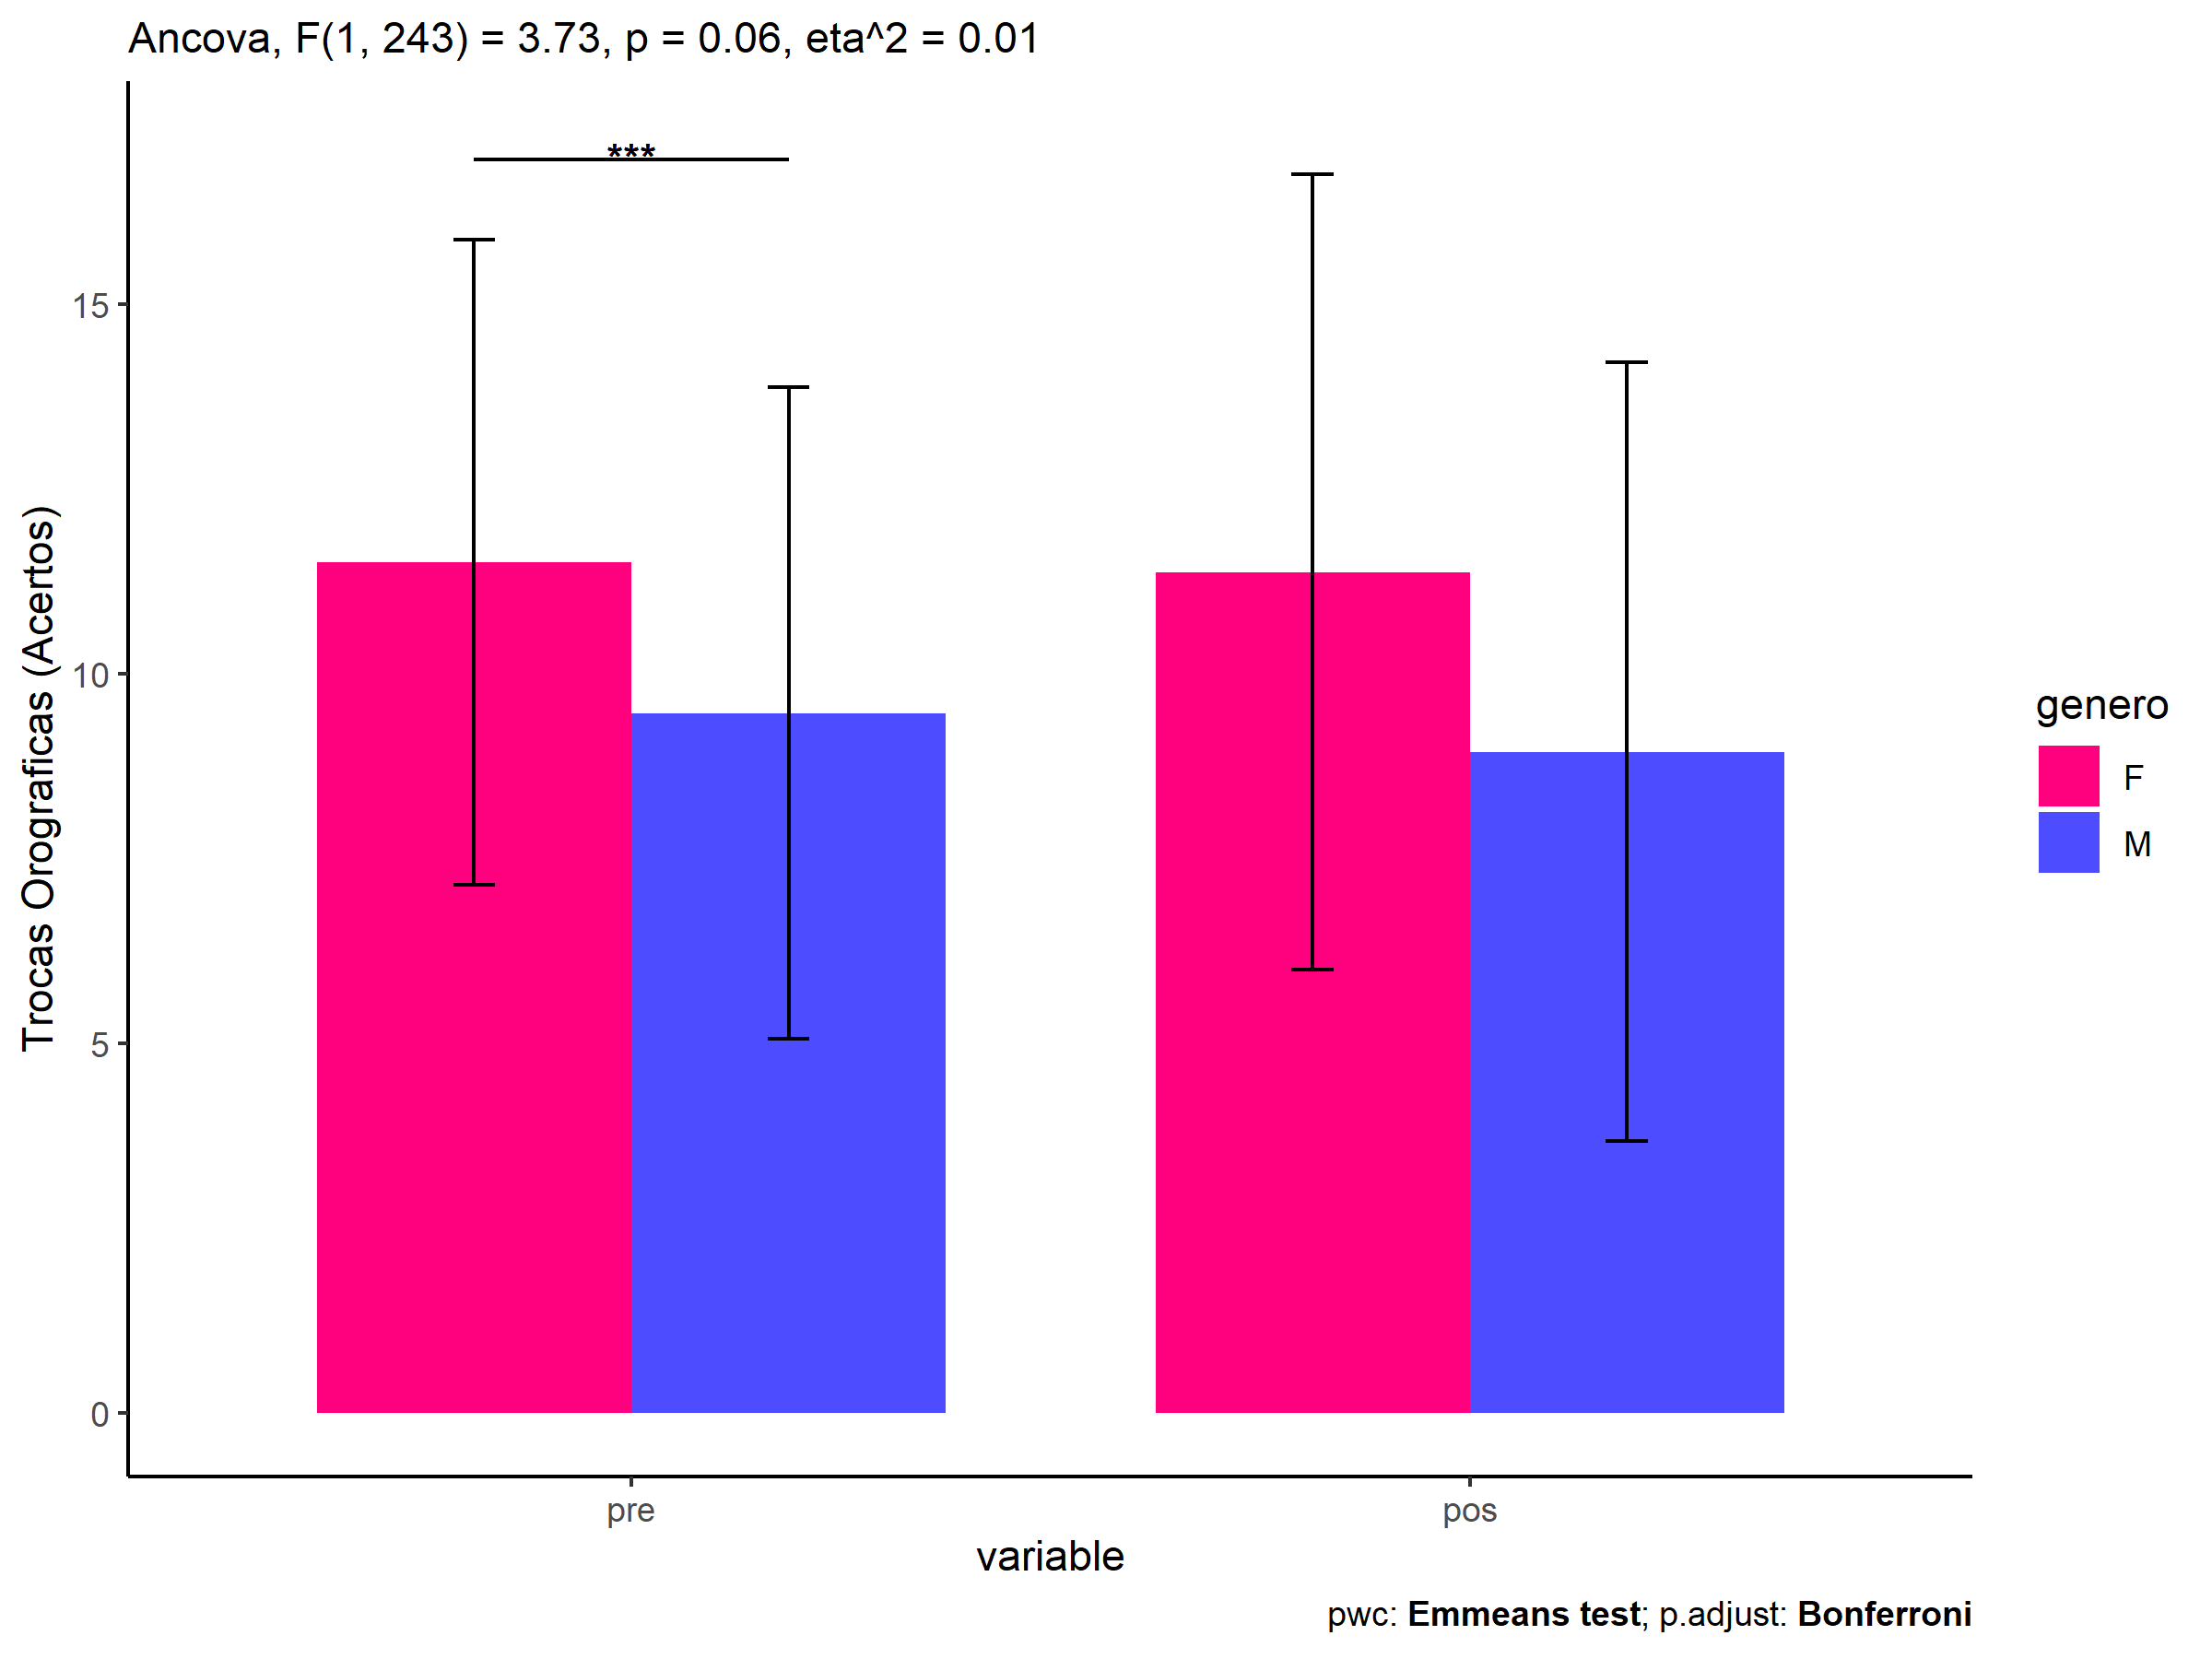 Ancova, F(1, 243) = 3.73, p = 0.06, eta^2 = 0.01
***
15
10
5
0
Trocas Orograficas (Acertos)
pre
pos
variable
genero
F
M
pwc: Emmeans test; p.adjust: Bonferroni